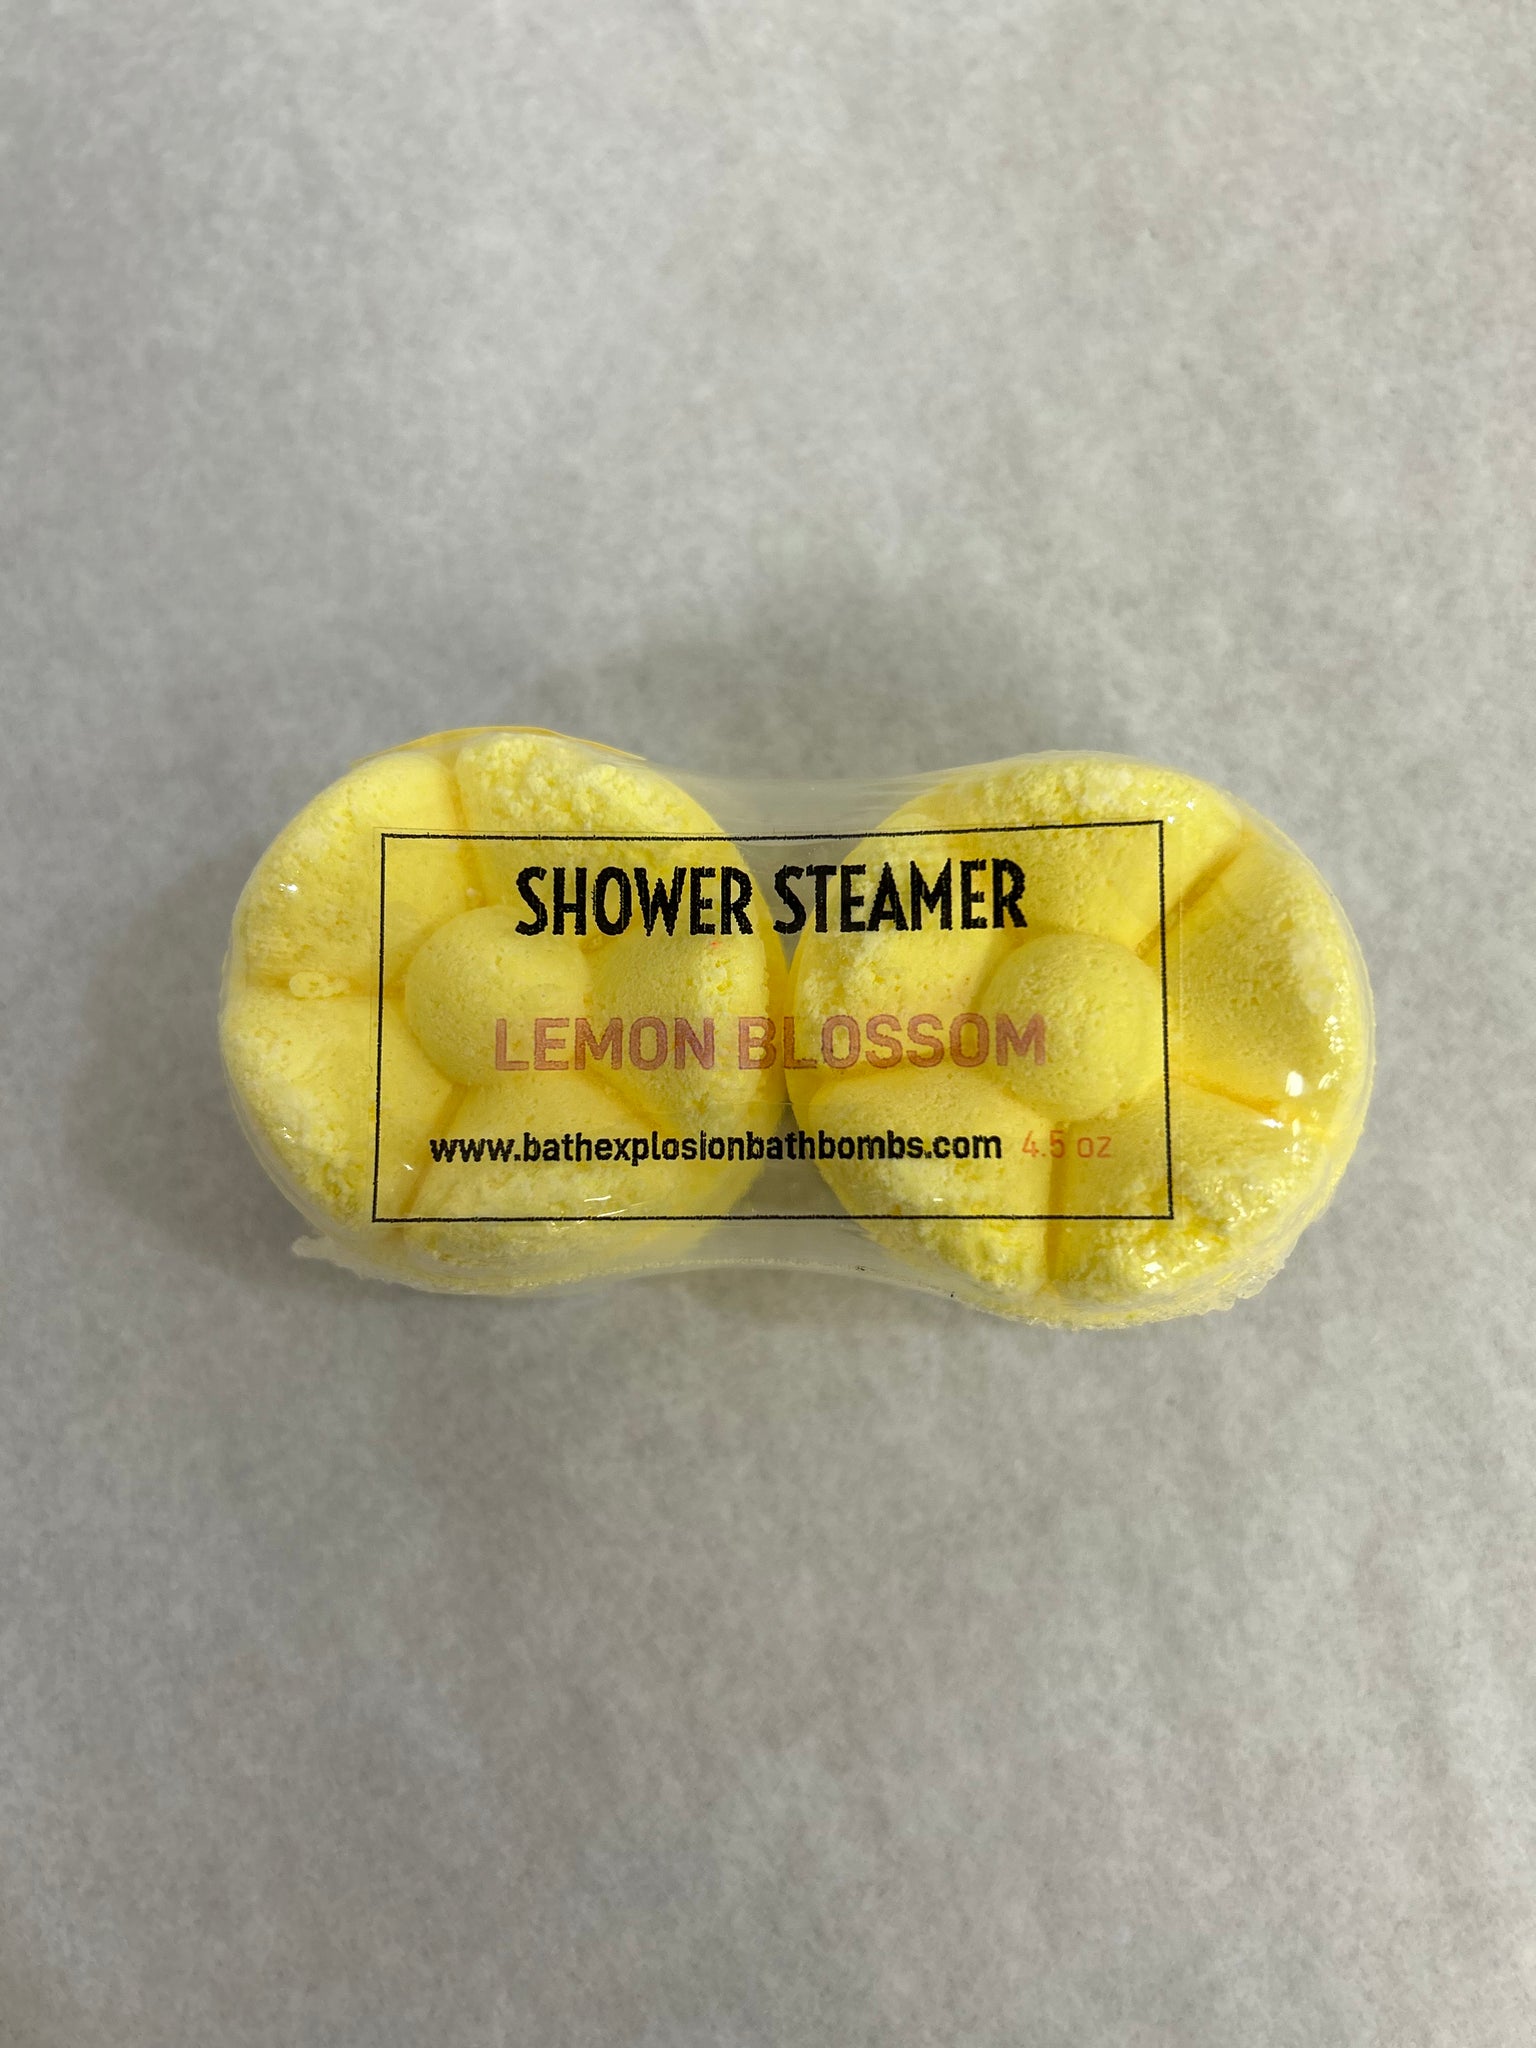 SHOWER STEAMER
LEMON BLOSSOM
www.bathexplosionbathbombs.com 4.5 oz